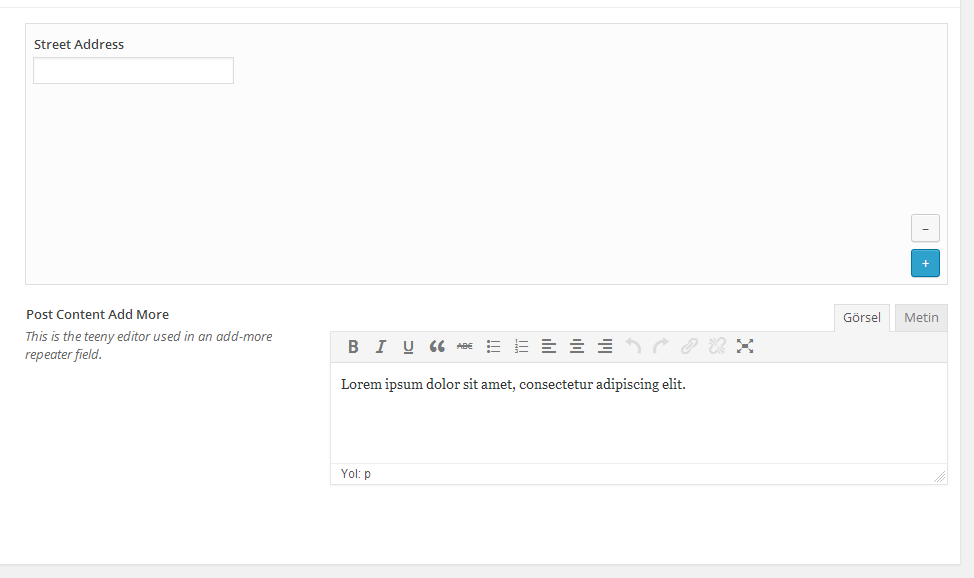 Street Address
–
+
Post Content Add More
This is the teeny editor used in an add-more
repeater field.
Görsel Metin
B I U ABC
Lorem ipsum dolor sit amet, consectetur adipiscing elit.
Yol: p